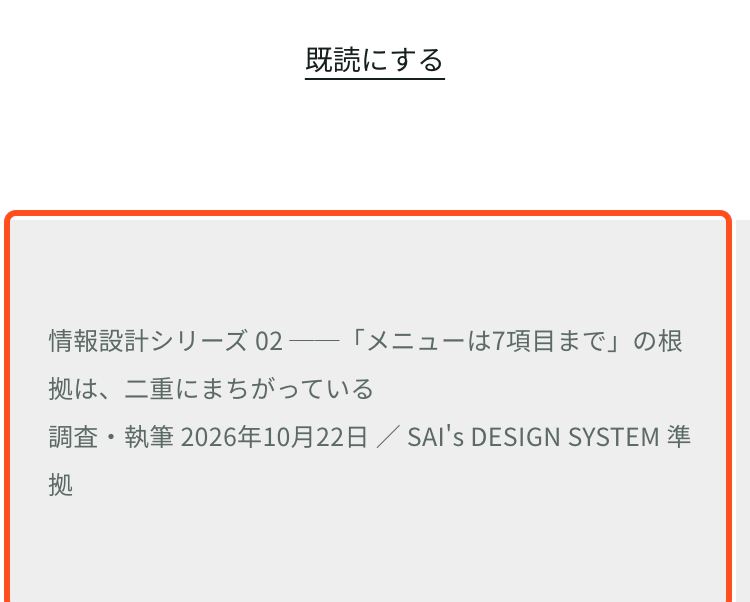 既読にする
情報設計シリーズ 02 ――「メニューは7項目まで」の根
拠は、二重にまちがっている
調査・執筆 2026年10月22日 ／ SAI's DESIGN SYSTEM 準
拠